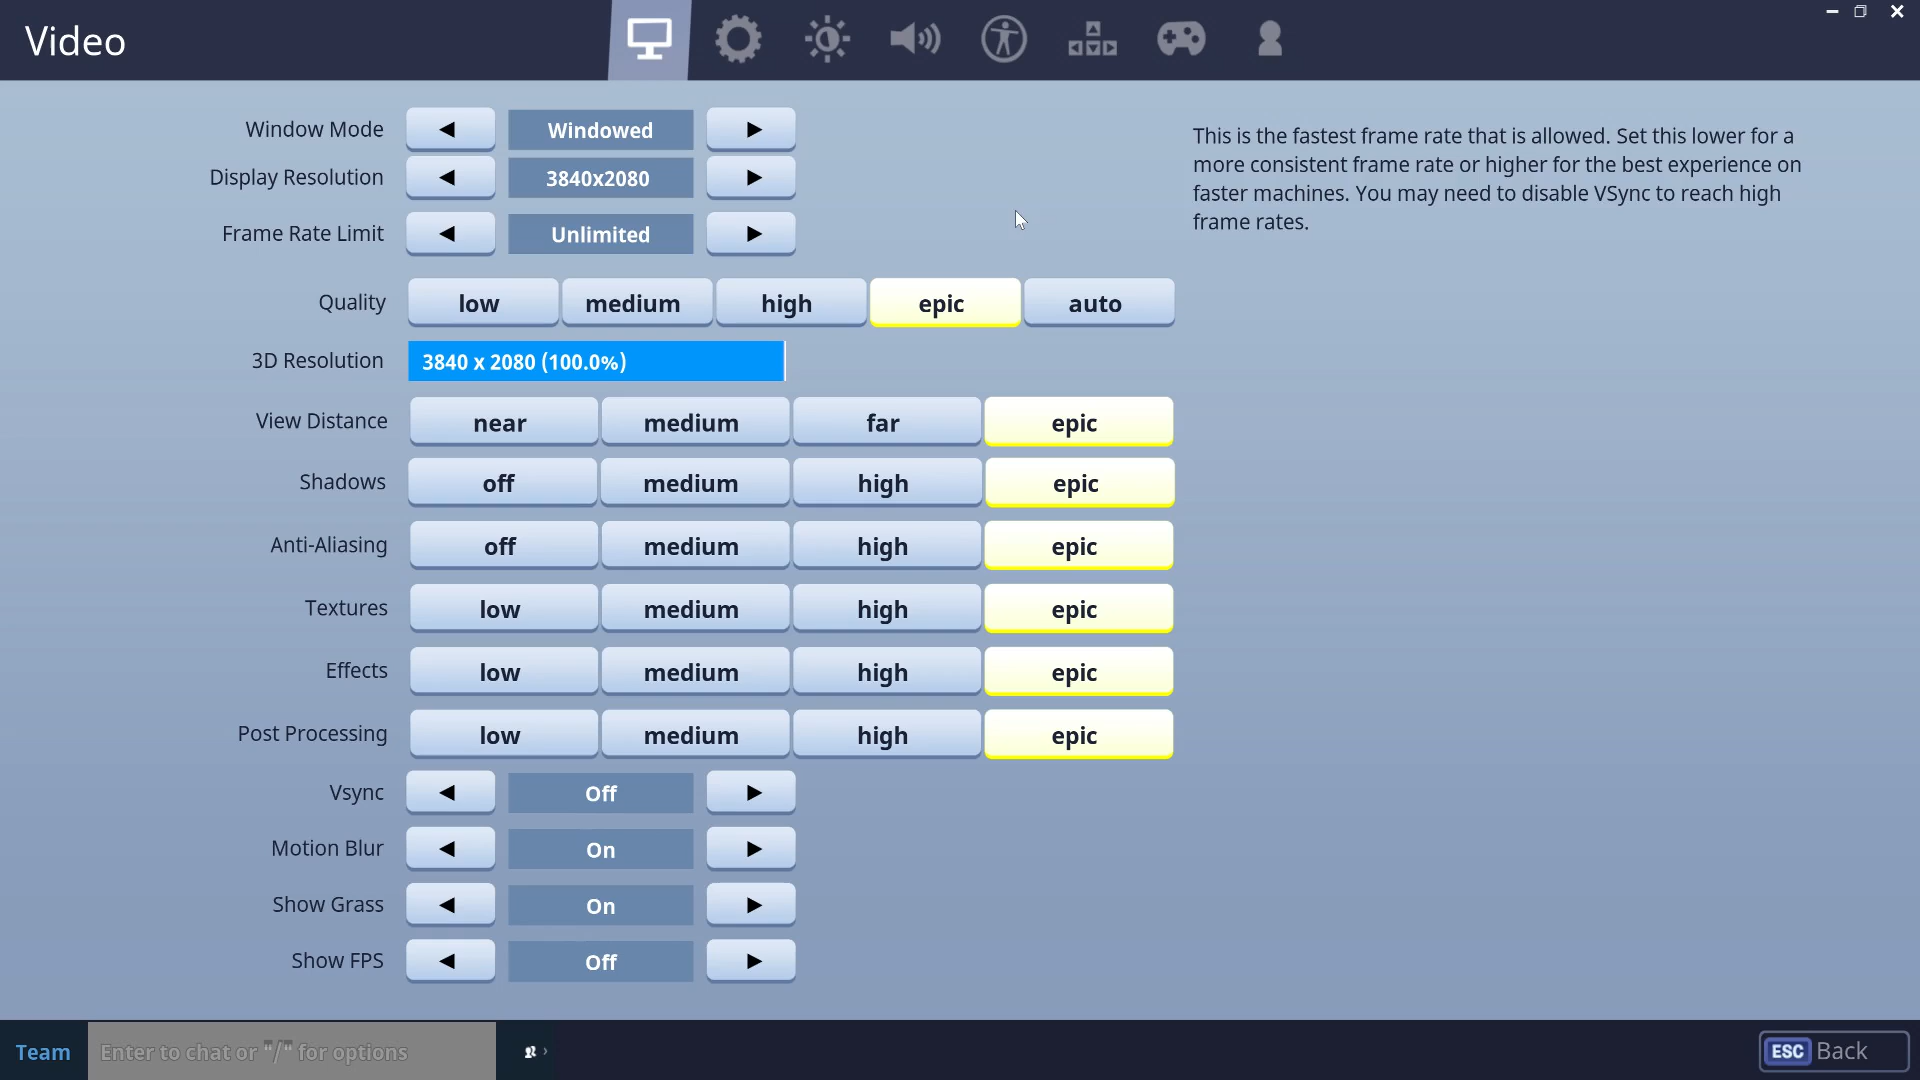 Video
Window Mode Windowed
This is the fastest frame rate that is allowed. Set this lower for a
more consistent frame rate or higher for the best experience on
faster machines. You may need to disable VSync to reach high
frame rates.
Display Resolution 3840x2080
Frame Rate Limit Unlimited
Quality low medium high epic auto
3D Resolution 3840 x 2080 (100.0%)
View Distance near medium far epic
Shadows off medium high epic
Anti-Aliasing off medium high epic
Textures low medium high epic
Effects low medium high epic
Post Processing low medium high epic
Vsync Off
Motion Blur On
Show Grass On
Show FPS Off
Team Enter to chat or "/" for options
ESC Back